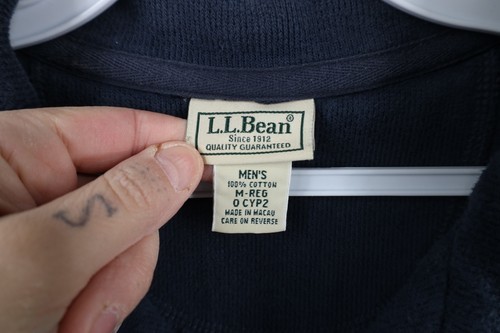 L.L.Bean®
Since 1912
QUALITY GUARANTEED
MEN'S
100% COTTON
M-REG
0 CYP2
MADE IN MACAU
CARE ON REVERSE